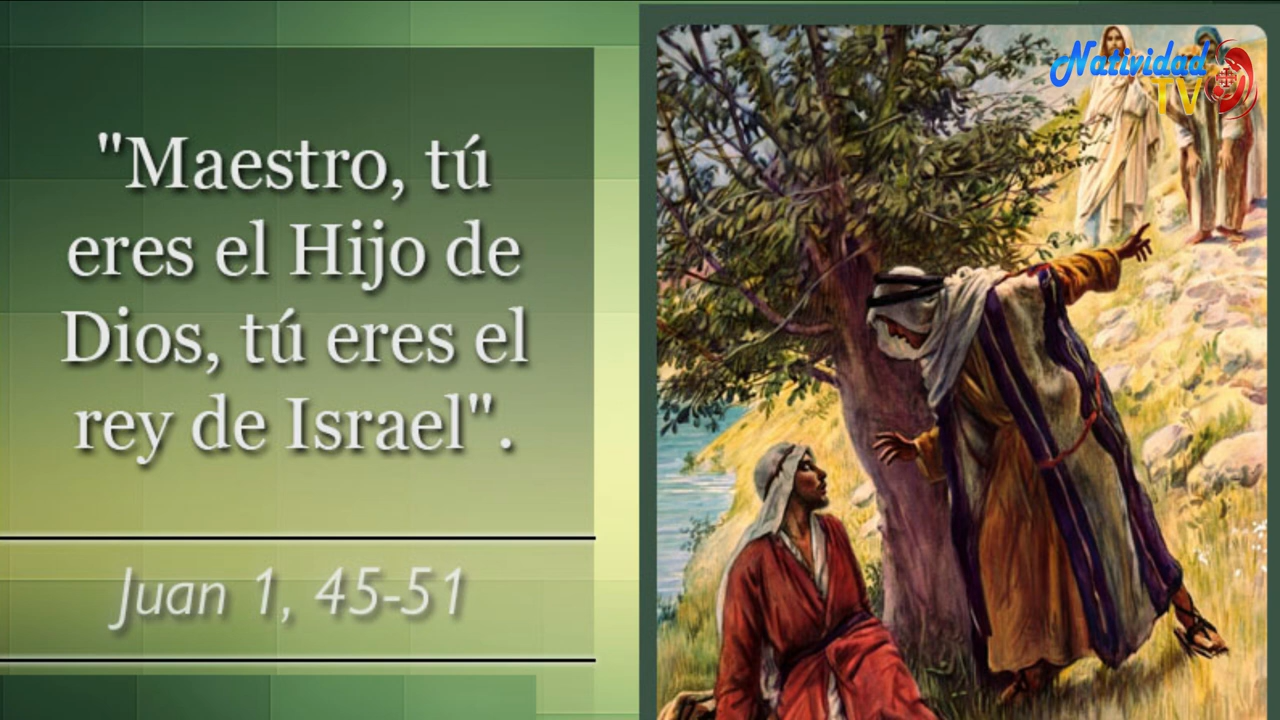 "Maestro, tú
eres el Hijo de
Dios, tú eres el
rey de Israel".
Juan 1, 45-51
Natividad
TV